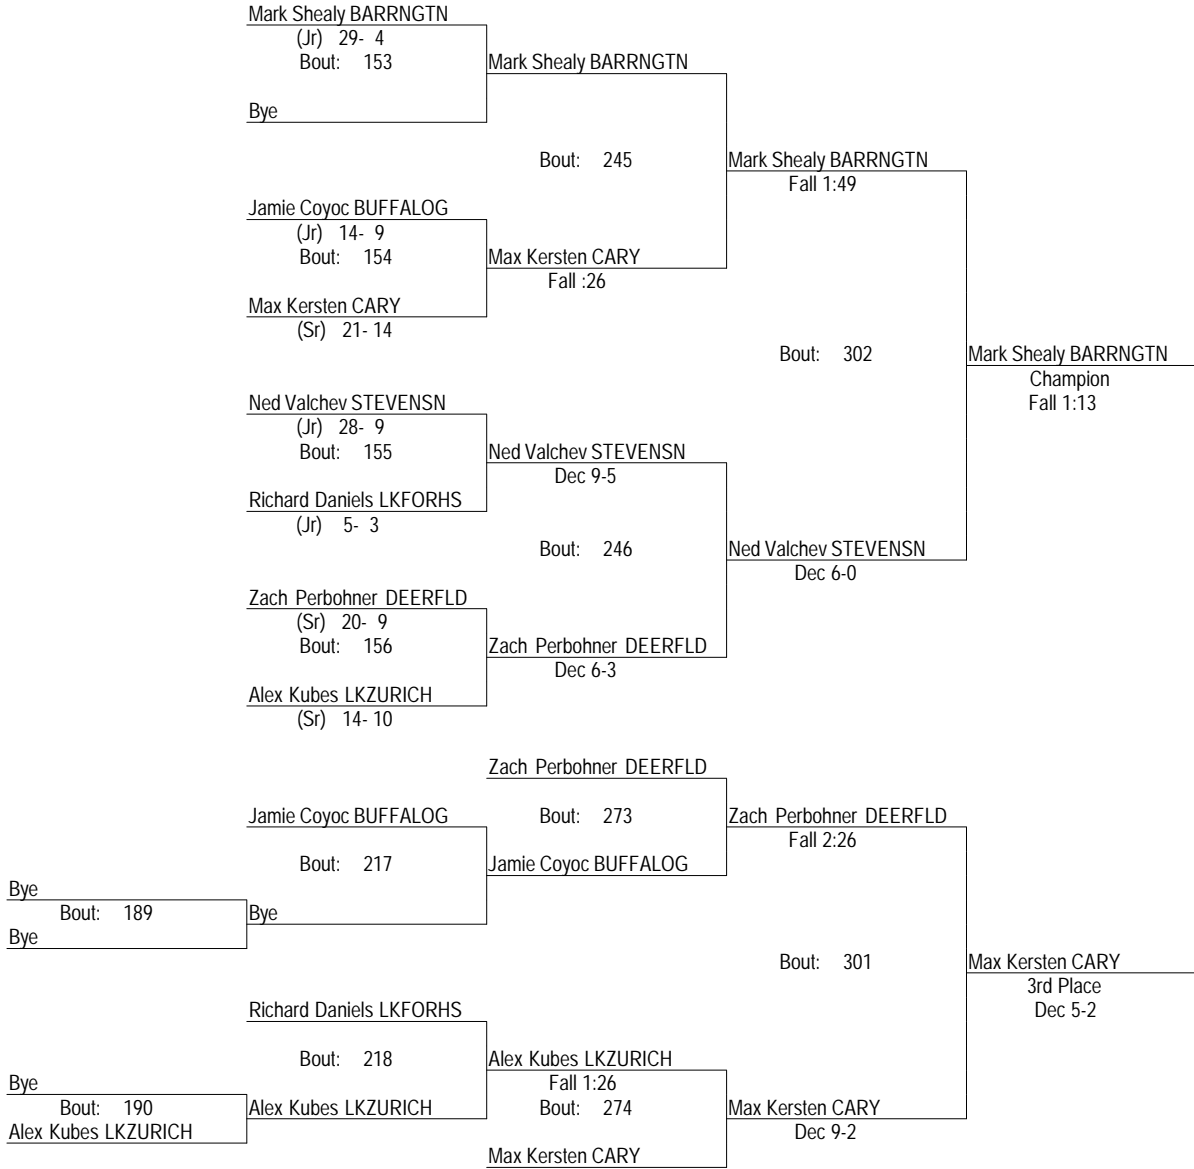 Mark Shealy BARRNGTN
(Jr) 29- 4
Bout: 153
Mark Shealy BARRNGTN
Bye
Bout: 245
Mark Shealy BARRNGTN
Fall 1:49
Jamie Coyoc BUFFALOG
(Jr) 14- 9
Bout: 154
Max Kersten CARY
Fall :26
Max Kersten CARY
(Sr) 21- 14
Bout: 302
Mark Shealy BARRNGTN
Champion
Fall 1:13
Ned Valchev STEVENSN
(Jr) 28- 9
Bout: 155
Ned Valchev STEVENSN
Dec 9-5
Richard Daniels LKFORHS
(Jr) 5- 3
Bout: 246
Ned Valchev STEVENSN
Dec 6-0
Zach Perbohner DEERFLD
(Sr) 20- 9
Bout: 156
Zach Perbohner DEERFLD
Dec 6-3
Alex Kubes LKZURICH
(Sr) 14- 10
Zach Perbohner DEERFLD
Jamie Coyoc BUFFALOG
Bout: 273
Zach Perbohner DEERFLD
Fall 2:26
Bout: 217
Jamie Coyoc BUFFALOG
Bye
Bout: 189
Bye
Bye
Bout: 301
Max Kersten CARY
3rd Place
Dec 5-2
Richard Daniels LKFORHS
Bout: 218
Alex Kubes LKZURICH
Fall 1:26
Bye
Bout: 190
Alex Kubes LKZURICH
Bout: 274
Max Kersten CARY
Dec 9-2
Alex Kubes LKZURICH
Max Kersten CARY